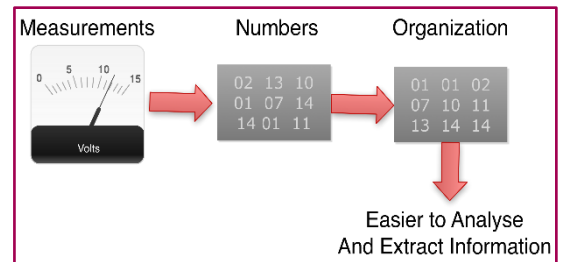 Measurements Numbers Organization
0 5 10 15
Volts
02 13 10
01 07 14
14 01 11
01 01 02
07 10 11
13 14 14
Easier to Analyse
And Extract Information